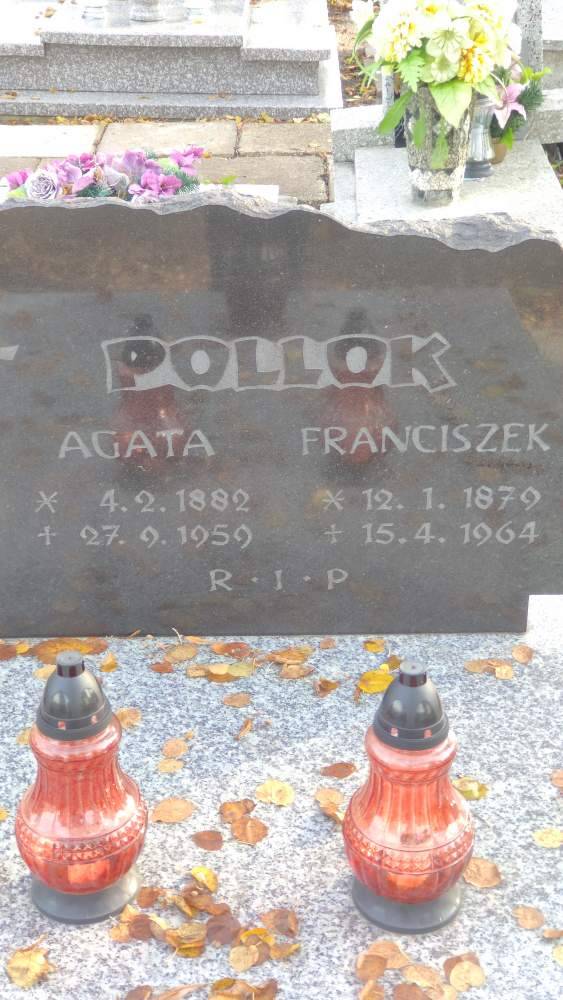 POLLOK
AGATA FRANCISZEK
* 4.2.1882 * 12.1.1879
+ 27.9.1959 + 15.4.1964
R·I·P